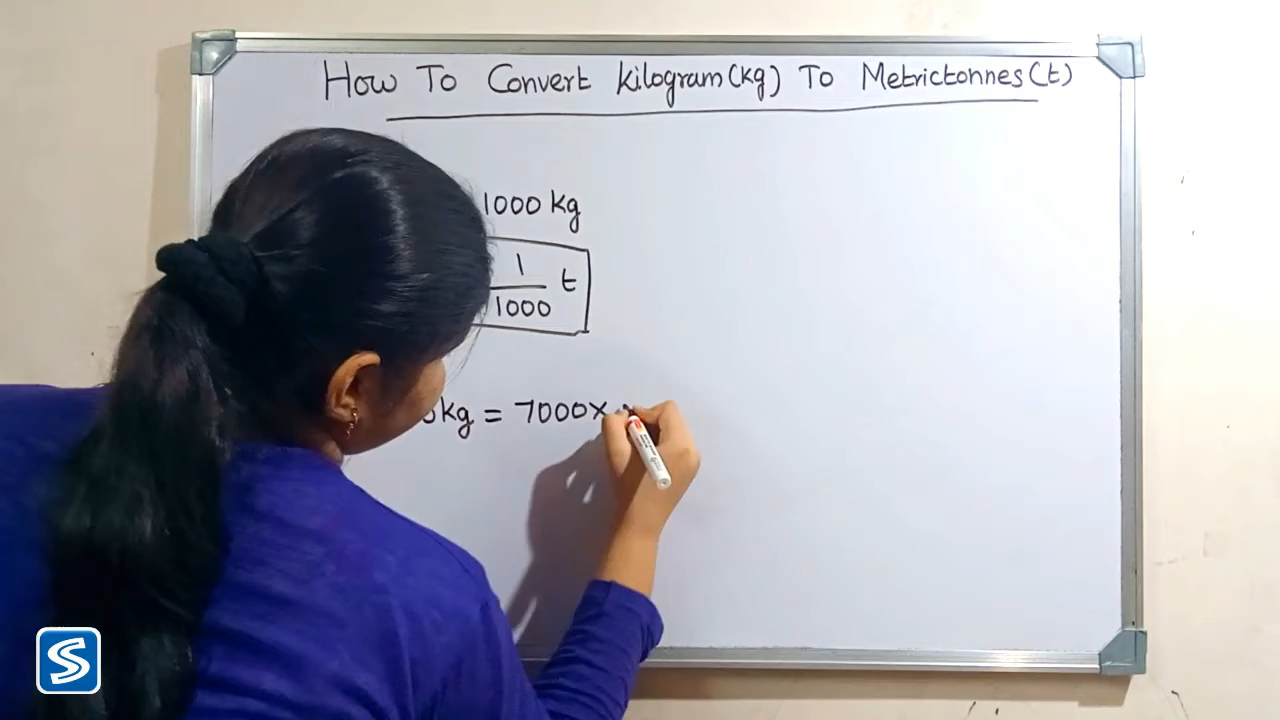 How To Convert Kilogram(kg) To Metrictonnes(t)
1000 kg
1
1000 t
kg = 7000×
S